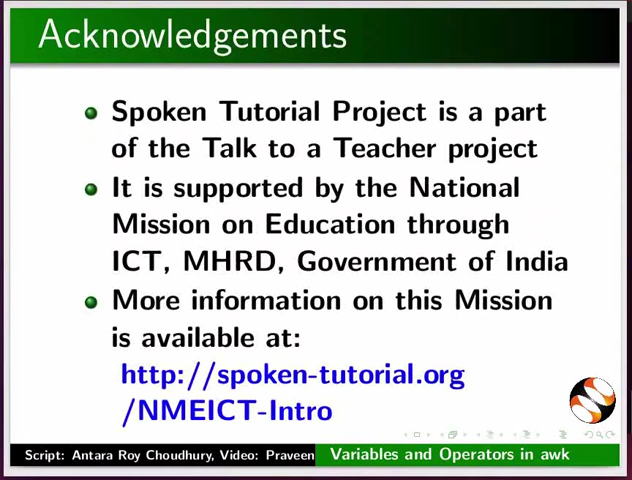 Acknowledgements
Spoken Tutorial Project is a part
of the Talk to a Teacher project
It is supported by the National
Mission on Education through
ICT, MHRD, Government of India
More information on this Mission
is available at:
http://spoken-tutorial.org
/NMEICT-Intro
Script: Antara Roy Choudhury, Video: Praveen
Variables and Operators in awk